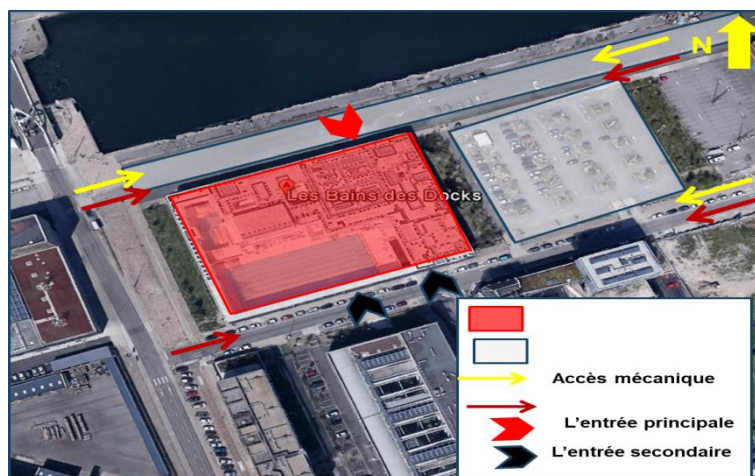 N
A
Les Bains des Docks
Accès mécanique
L'entrée principale
L'entrée secondaire